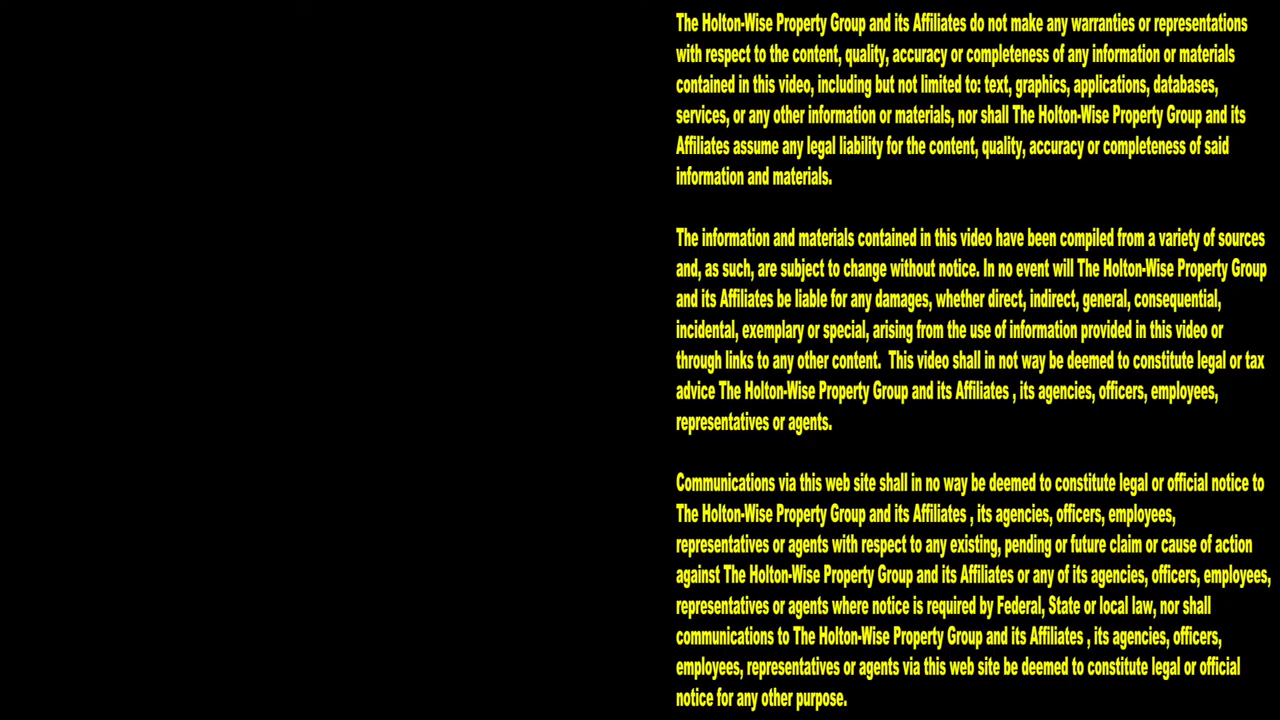 The Holton-Wise Property Group and its Affiliates do not make any warranties or representations
with respect to the content, quality, accuracy or completeness of any information or materials
contained in this video, including but not limited to: text, graphics, applications, databases,
services, or any other information or materials, nor shall The Holton-Wise Property Group and its
Affiliates assume any legal liability for the content, quality, accuracy or completeness of said
information and materials.
The information and materials contained in this video have been compiled from a variety of sources
and, as such, are subject to change without notice. In no event will The Holton-Wise Property Group
and its Affiliates be liable for any damages, whether direct, indirect, general, consequential,
incidental, exemplary or special, arising from the use of information provided in this video or
through links to any other content.  This video shall in not way be deemed to constitute legal or tax
advice The Holton-Wise Property Group and its Affiliates , its agencies, officers, employees,
representatives or agents.
Communications via this web site shall in no way be deemed to constitute legal or official notice to
The Holton-Wise Property Group and its Affiliates , its agencies, officers, employees,
representatives or agents with respect to any existing, pending or future claim or cause of action
against The Holton-Wise Property Group and its Affiliates or any of its agencies, officers, employees,
representatives or agents where notice is required by Federal, State or local law, nor shall
communications to The Holton-Wise Property Group and its Affiliates , its agencies, officers,
employees, representatives or agents via this web site be deemed to constitute legal or official
notice for any other purpose.